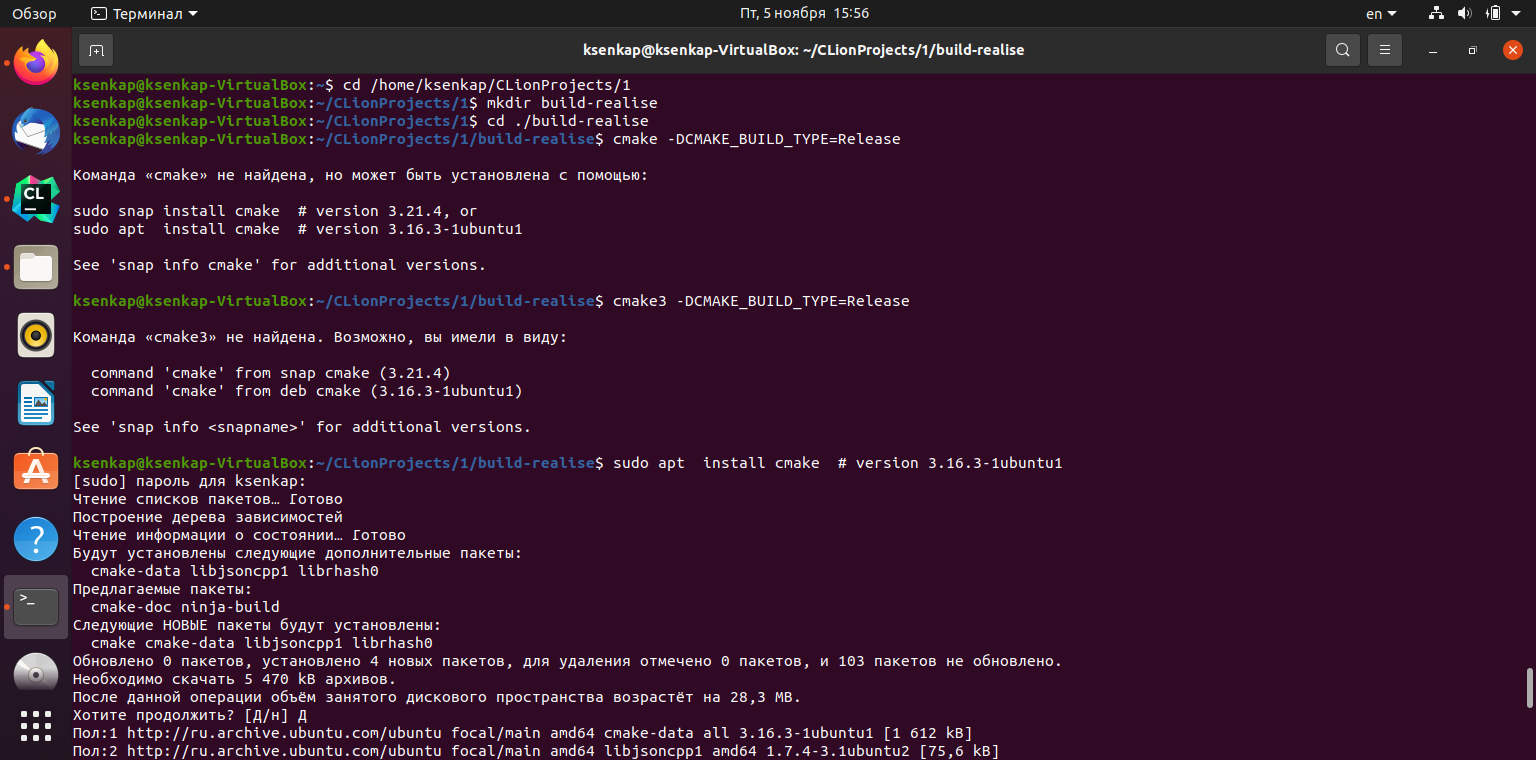 Обзор
Терминал
Пт, 5 ноября 15:56
en
ksenkap@ksenkap-VirtualBox: ~/CLionProjects/1/build-realise
CL
ksenkap@ksenkap-VirtualBox:~$ cd /home/ksenkap/CLionProjects/1
ksenkap@ksenkap-VirtualBox:~/CLionProjects/1$ mkdir build-realise
ksenkap@ksenkap-VirtualBox:~/CLionProjects/1$ cd ./build-realise
ksenkap@ksenkap-VirtualBox:~/CLionProjects/1/build-realise$ cmake -DCMAKE_BUILD_TYPE=Release
Команда «cmake» не найдена, но может быть установлена с помощью:
sudo snap install cmake  # version 3.21.4, or
sudo apt  install cmake  # version 3.16.3-1ubuntu1
See 'snap info cmake' for additional versions.
ksenkap@ksenkap-VirtualBox:~/CLionProjects/1/build-realise$ cmake3 -DCMAKE_BUILD_TYPE=Release
Команда «cmake3» не найдена. Возможно, вы имели в виду:
command 'cmake' from snap cmake (3.21.4)
command 'cmake' from deb cmake (3.16.3-1ubuntu1)
See 'snap info <snapname>' for additional versions.
ksenkap@ksenkap-VirtualBox:~/CLionProjects/1/build-realise$ sudo apt  install cmake  # version 3.16.3-1ubuntu1
[sudo] пароль для ksenkap:
Чтение списков пакетов… Готово
Построение дерева зависимостей
Чтение информации о состоянии… Готово
Будут установлены следующие дополнительные пакеты:
cmake-data libjsoncpp1 librhash0
Предлагаемые пакеты:
cmake-doc ninja-build
Следующие НОВЫЕ пакеты будут установлены:
cmake cmake-data libjsoncpp1 librhash0
Обновлено 0 пакетов, установлено 4 новых пакетов, для удаления отмечено 0 пакетов, и 103 пакетов не обновлено.
Необходимо скачать 5 470 kB архивов.
После данной операции объём занятого дискового пространства возрастёт на 28,3 MB.
Хотите продолжить? [Д/н] Д
Пол:1 http://ru.archive.ubuntu.com/ubuntu focal/main amd64 cmake-data all 3.16.3-1ubuntu1 [1 612 kB]
Пол:2 http://ru.archive.ubuntu.com/ubuntu focal/main amd64 libjsoncpp1 amd64 1.7.4-3.1ubuntu2 [75,6 kB]